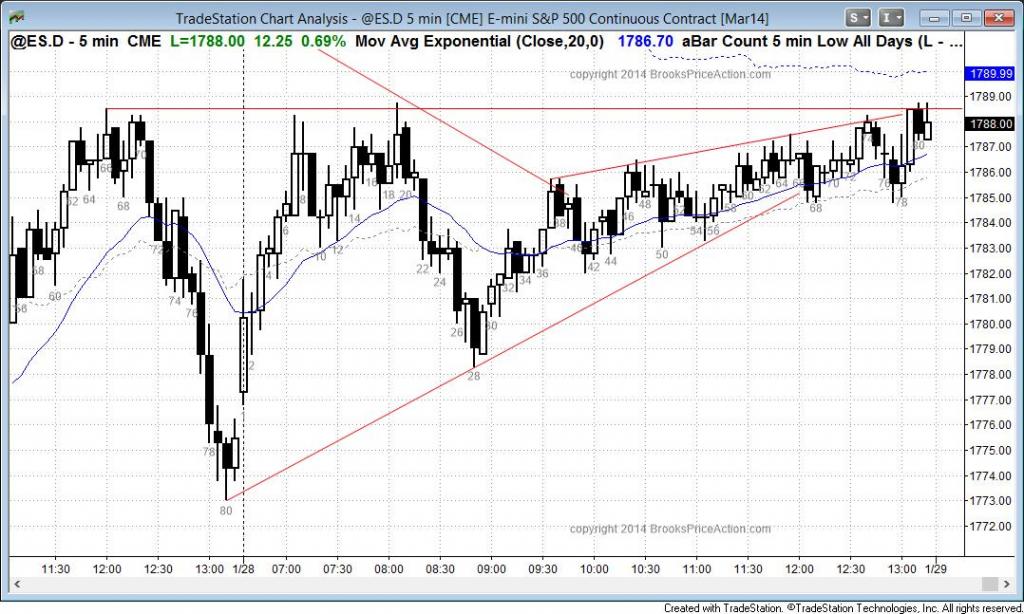 TradeStation Chart Analysis - @ES.D 5 min [CME] E-mini S&P 500 Continuous Contract [Mar14]
S I
@ES.D - 5 min CME L=1788.00 12.25 0.69% Mov Avg Exponential (Close,20,0) 1786.70 aBar Count 5 min Low All Days (L - ...
copyright 2014 BrooksPriceAction.com
1789.99
1789.00
1788.00
1787.00
1786.00
1785.00
1784.00
1783.00
1782.00
1781.00
1780.00
1779.00
1778.00
1777.00
1776.00
1775.00
1774.00
1773.00
1772.00
66 70 8 16 18 20 74 80
62 64 68 6 14 38 46 48 52 58 60 62 64 66 68 70 72 76 78
58 60 72 10 12 22 24 32 34 36 42 44 50 54 56
56 74 76 4 26 30
2 28
78
80
copyright 2014 BrooksPriceAction.com
11:30 12:00 12:30 13:00 1/28 07:00 07:30 08:00 08:30 09:00 09:30 10:00 10:30 11:00 11:30 12:00 12:30 13:00 1/29
Created with TradeStation. ©TradeStation Technologies, Inc. All rights reserved.